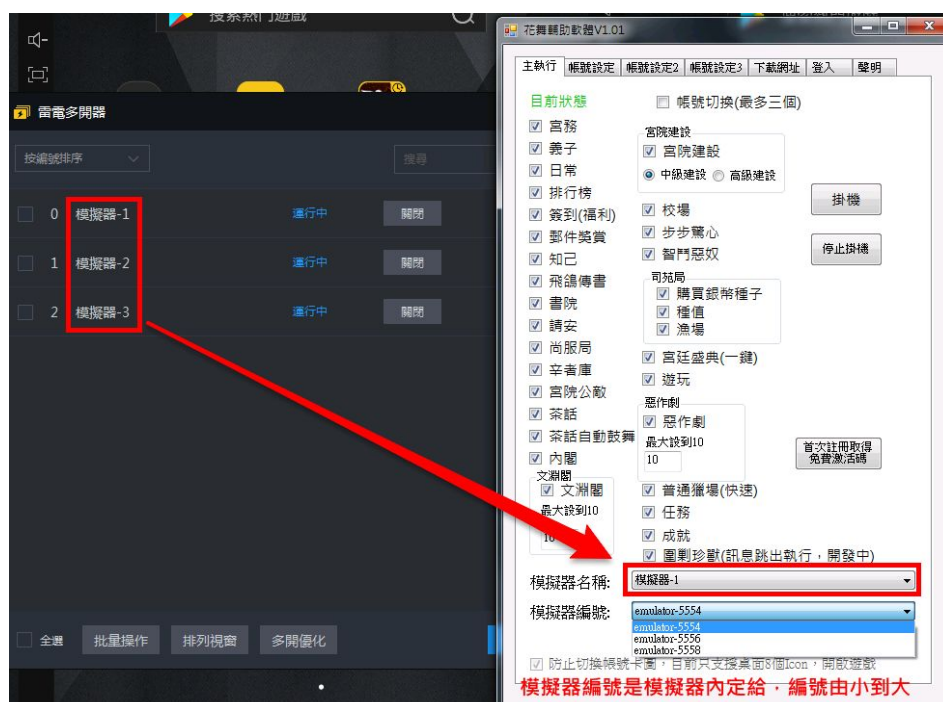 搜索熱門遊戲
雷電多開器
按編號排序
搜尋
0 模擬器-1 運行中 關閉
1 模擬器-2 運行中 關閉
2 模擬器-3 運行中 關閉
全選 批量操作 排列視窗 多開優化
花舞輔助軟體V1.01
主執行 帳號設定 帳號設定2 帳號設定3 下載網址 登入 聲明
目前狀態
帳號切換(最多三個)
宮務
義子
日常
排行榜
簽到(福利)
郵件獎賞
知己
飛鴿傳書
書院
請安
尚服局
辛者庫
宮院公敵
茶話
茶話自動鼓舞
內閣
文淵閣
文淵閣
最大設到10
10
宮院建設
宮院建設
中級建設 高級建設
校場
步步驚心
智鬥惡奴
司苑局
購買銀幣種子
種值
漁場
宮廷盛典(一鍵)
遊玩
惡作劇
惡作劇
最大設到10
10
普通獵場(快速)
任務
成就
圍剿珍獸(訊息跳出執行，開發中)
掛機
停止掛機
首次註冊取得
免費激活碼
模擬器名稱: 模擬器-1
模擬器編號: emulator-5554
emulator-5554
emulator-5556
emulator-5558
防止切換帳號卡圖，目前只支援桌面8個Icon，開啟遊戲
模擬器編號是模擬器內定給，編號由小到大